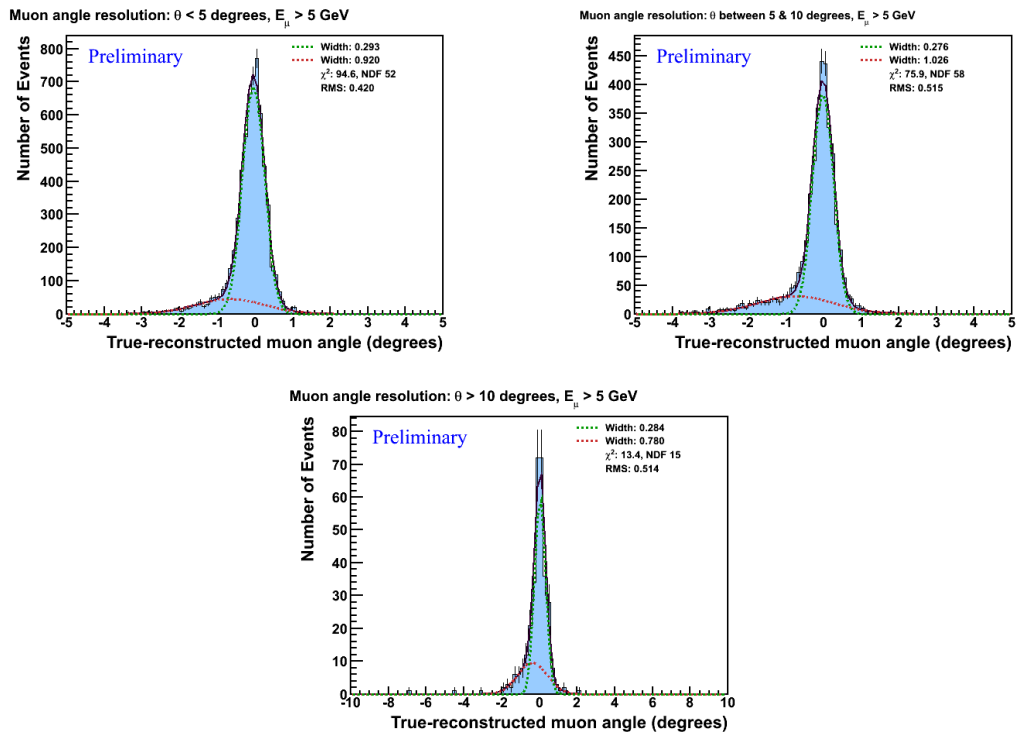 Muon angle resolution: θ < 5 degrees, E_μ > 5 GeV
Preliminary
Width: 0.293
Width: 0.920
χ²: 94.6, NDF 52
RMS: 0.420
Number of Events
800
700
600
500
400
300
200
100
0
-5 -4 -3 -2 -1 0 1 2 3 4 5
True-reconstructed muon angle (degrees)
Muon angle resolution: θ between 5 & 10 degrees, E_μ > 5 GeV
Preliminary
Width: 0.276
Width: 1.026
χ²: 75.9, NDF 58
RMS: 0.515
Number of Events
450
400
350
300
250
200
150
100
50
0
-5 -4 -3 -2 -1 0 1 2 3 4 5
True-reconstructed muon angle (degrees)
Muon angle resolution: θ > 10 degrees, E_μ > 5 GeV
Preliminary
Width: 0.284
Width: 0.780
χ²: 13.4, NDF 15
RMS: 0.514
Number of Events
80
70
60
50
40
30
20
10
0
-10 -8 -6 -4 -2 0 2 4 6 8 10
True-reconstructed muon angle (degrees)